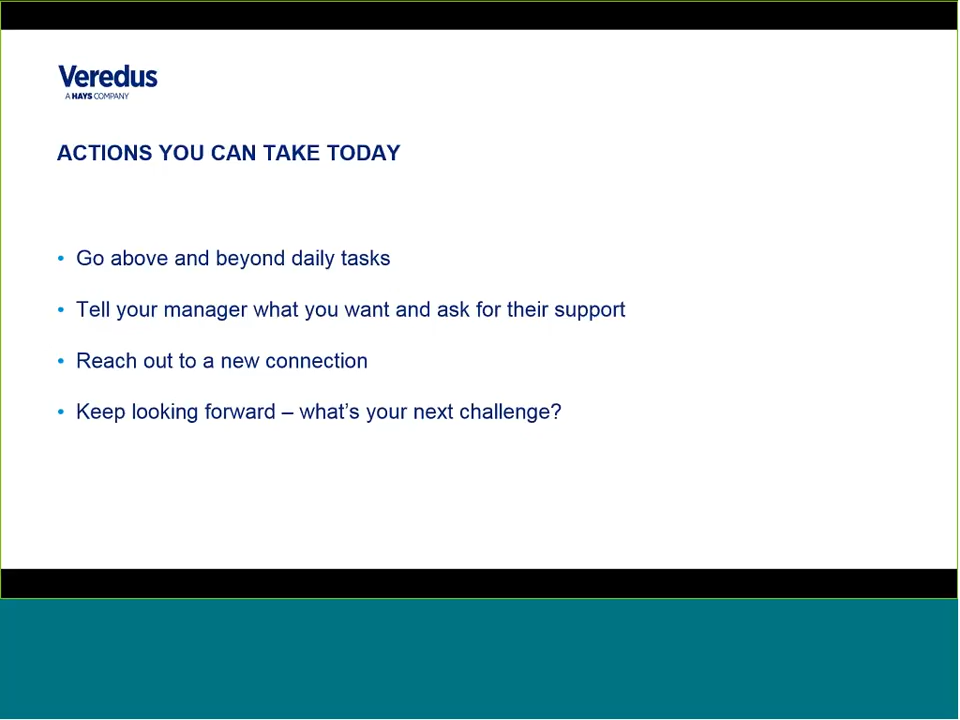 Veredus
A HAYS COMPANY
ACTIONS YOU CAN TAKE TODAY
• Go above and beyond daily tasks
• Tell your manager what you want and ask for their support
• Reach out to a new connection
• Keep looking forward – what’s your next challenge?